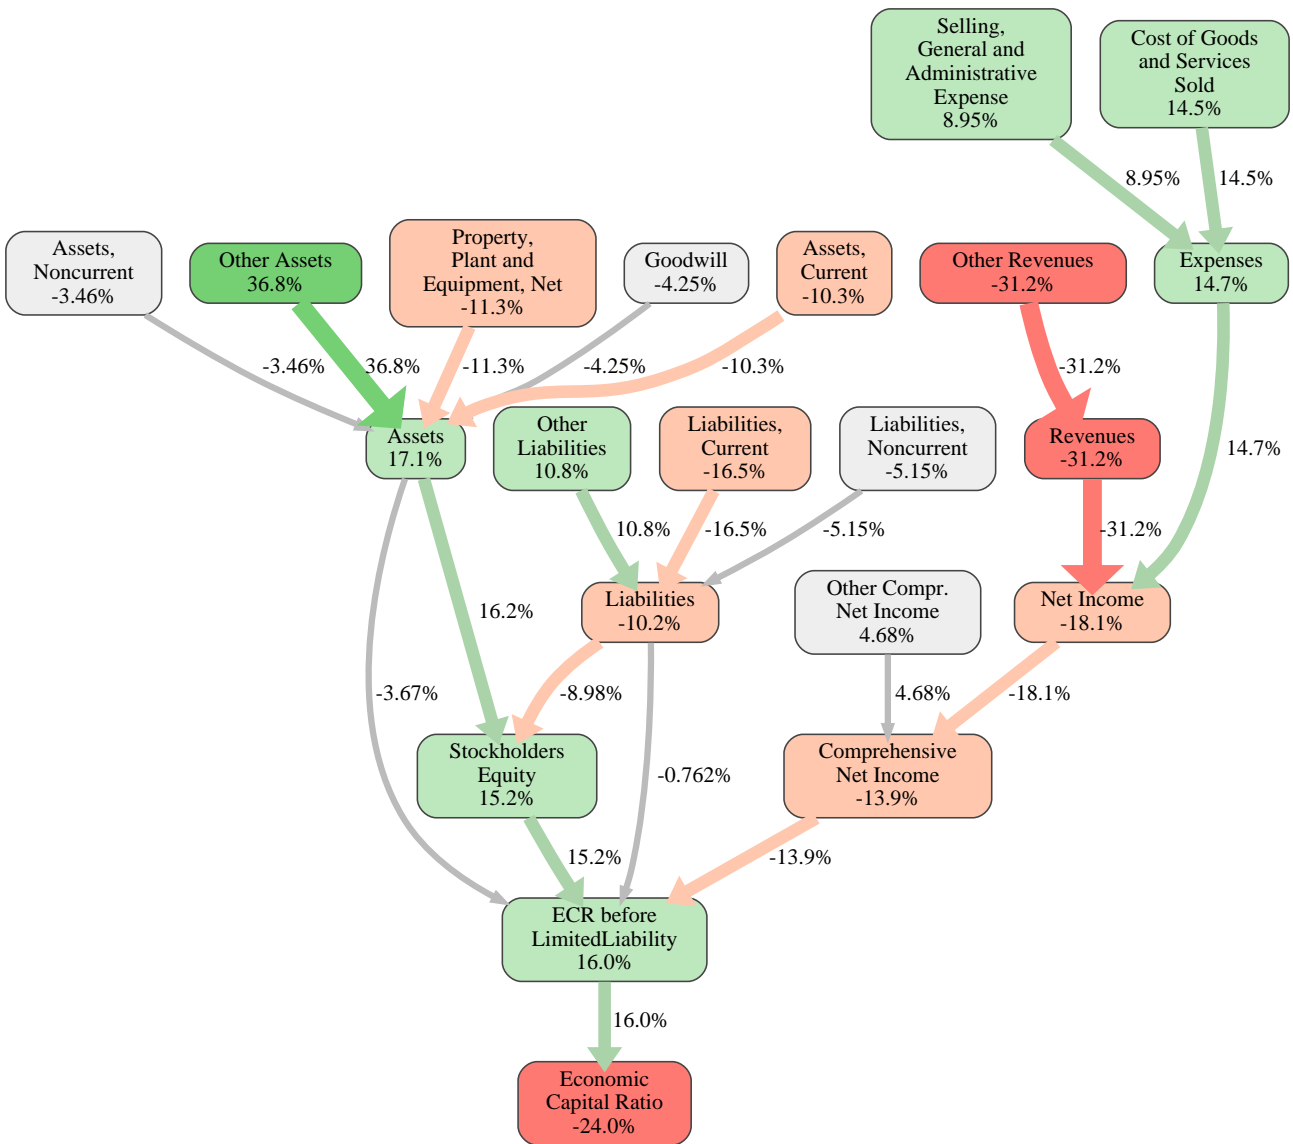 Selling,
General and
Administrative
Expense
8.95%
Cost of Goods
and Services
Sold
14.5%
8.95%
14.5%
Assets,
Noncurrent
-3.46%
Other Assets
36.8%
Property,
Plant and
Equipment, Net
-11.3%
Goodwill
-4.25%
Assets,
Current
-10.3%
Other Revenues
-31.2%
Expenses
14.7%
-3.46%
36.8%
-11.3%
-4.25%
-10.3%
-31.2%
14.7%
Assets
17.1%
Other
Liabilities
10.8%
Liabilities,
Current
-16.5%
Liabilities,
Noncurrent
-5.15%
Revenues
-31.2%
10.8%
-16.5%
-5.15%
-31.2%
16.2%
Liabilities
-10.2%
Other Compr.
Net Income
4.68%
Net Income
-18.1%
-3.67%
-8.98%
4.68%
-18.1%
Stockholders
Equity
15.2%
-0.762%
Comprehensive
Net Income
-13.9%
15.2%
-13.9%
ECR before
LimitedLiability
16.0%
16.0%
Economic
Capital Ratio
-24.0%